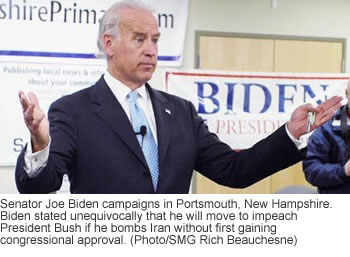 shirePrima
Publishing local news &
about your comm
BIDEN
PRESIDEN
Senator Joe Biden campaigns in Portsmouth, New Hampshire.
Biden stated unequivocally that he will move to impeach
President Bush if he bombs Iran without first gaining
congressional approval. (Photo/SMG Rich Beauchesne)